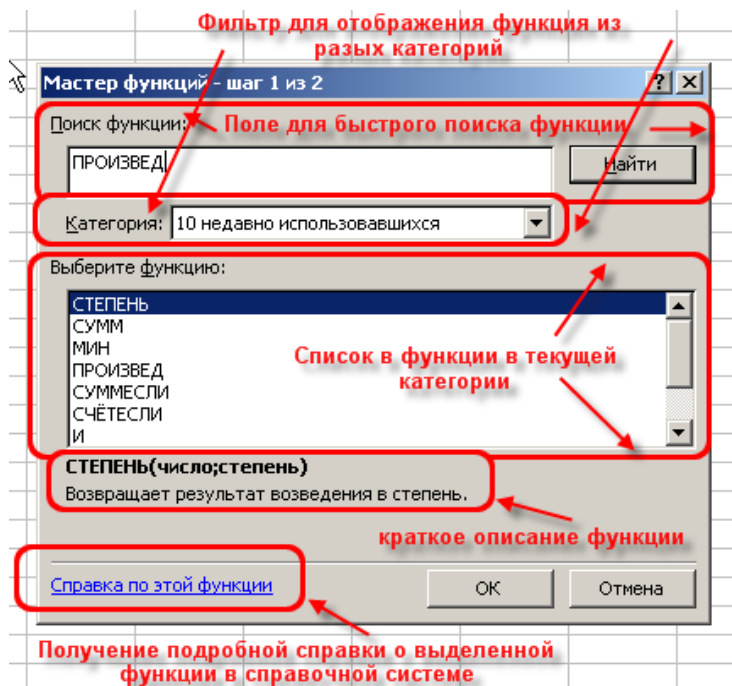 Фильтр для отображения функция из
разых категорий
Мастер функций - шаг 1 из 2
Поиск функции:
Поле для быстрого поиска функции
ПРОИЗВЕД
Найти
Категория:
10 недавно использовавшихся
Выберите функцию:
СТЕПЕНЬ
СУММ
МИН
ПРОИЗВЕД
СУММЕСЛИ
СЧЁТЕСЛИ
И
Список в функции в текущей
категории
СТЕПЕНЬ(число;степень)
Возвращает результат возведения в степень.
краткое описание функции
Справка по этой функции
ОК
Отмена
Получение подробной справки о выделенной
функции в справочной системе